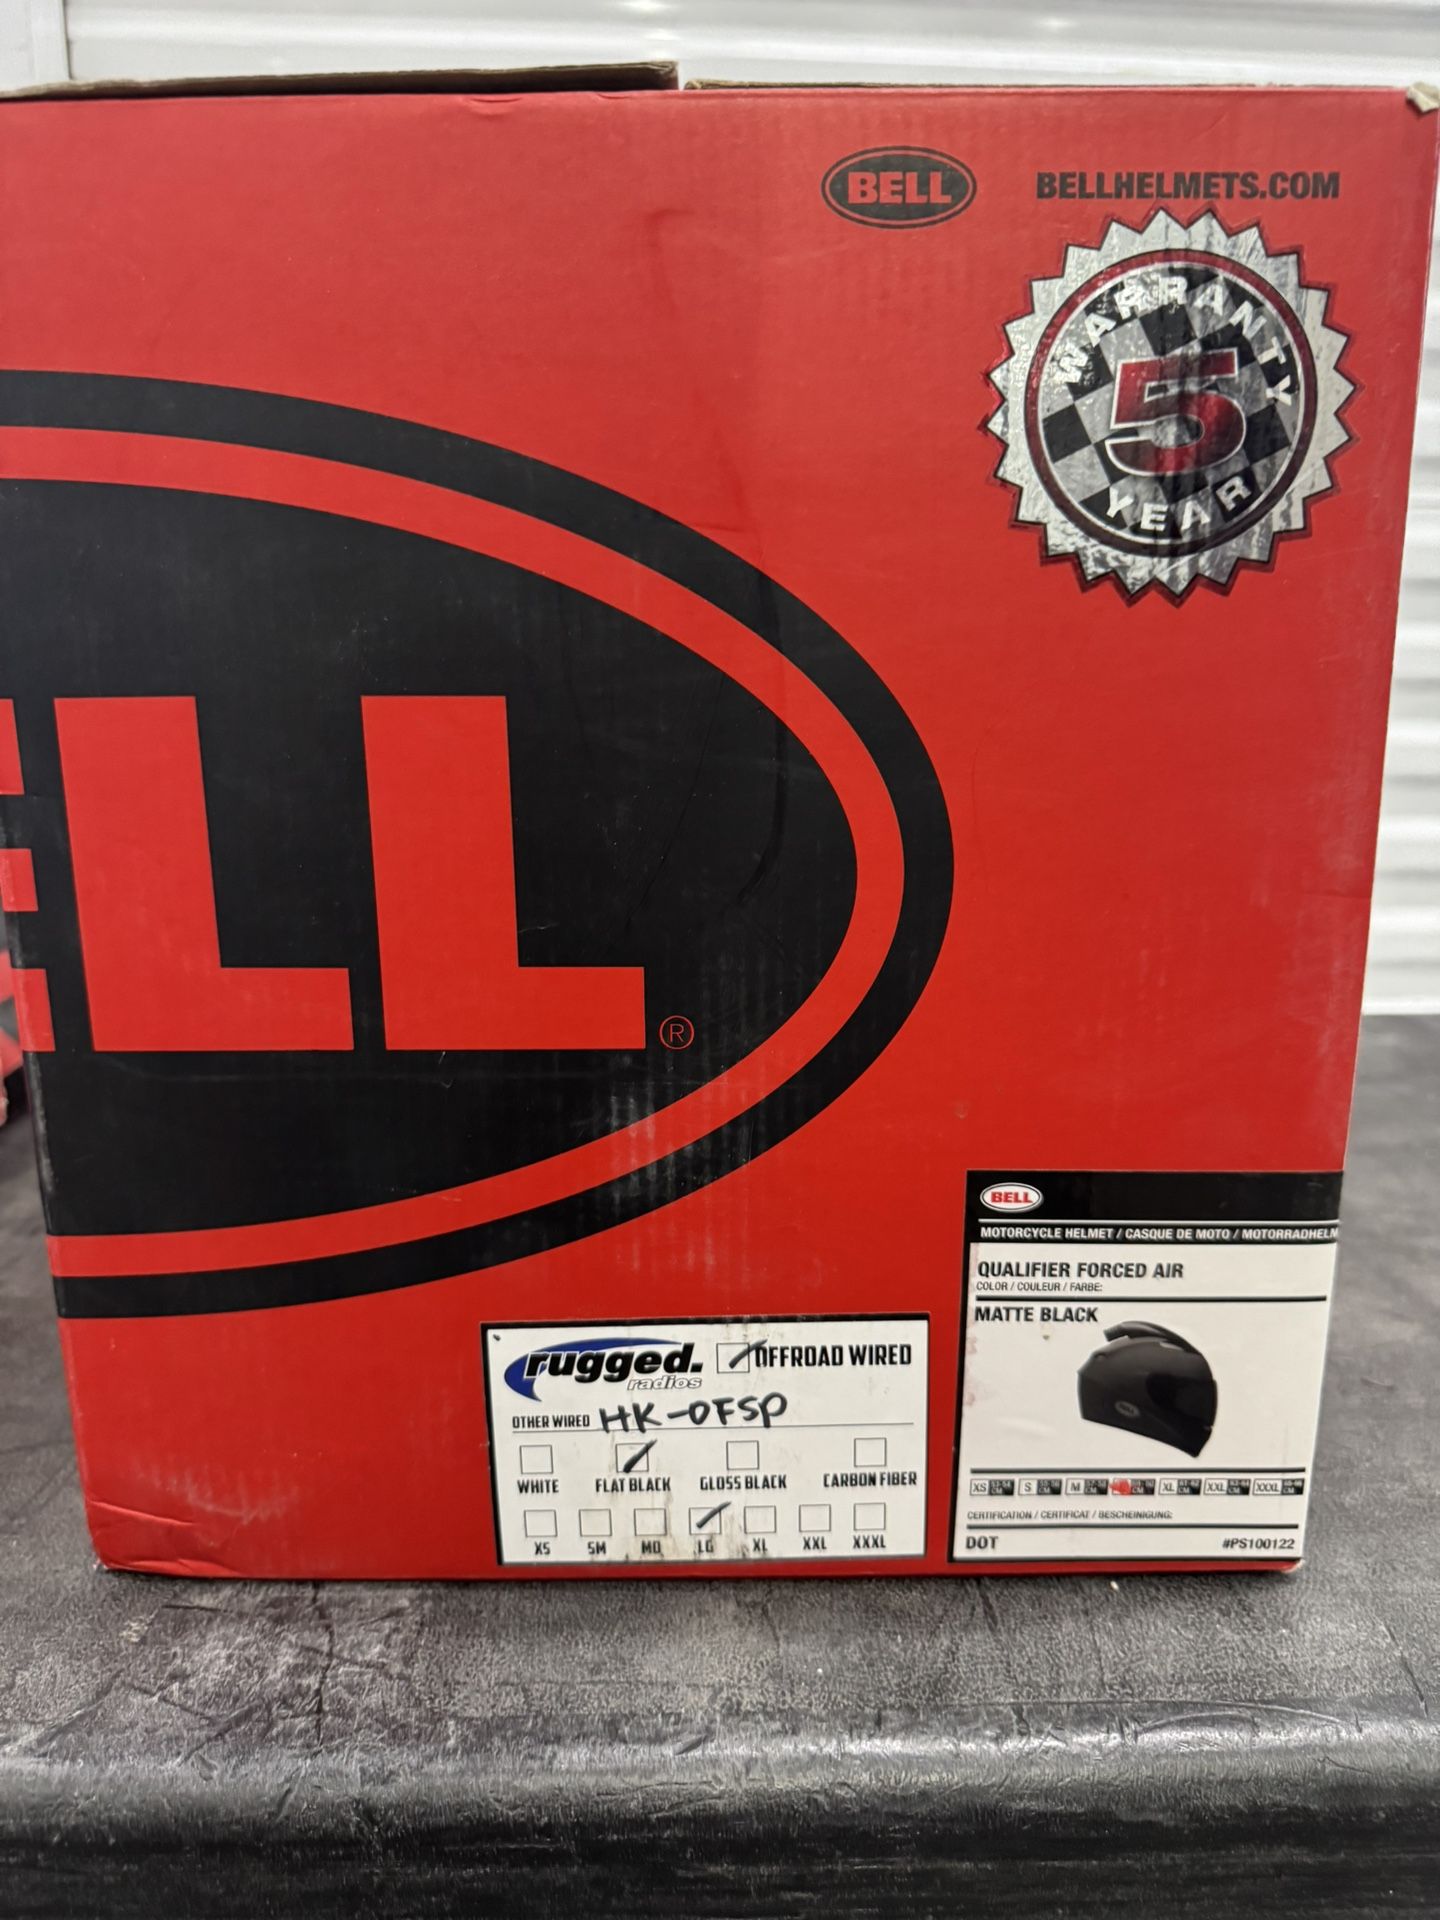 BELL BELLHELMETS.COM
WARRANTY
5
YEAR
ELL®
BELL
MOTORCYCLE HELMET / CASQUE DE MOTO / MOTORRADHELM
QUALIFIER FORCED AIR
COLOR / COULEUR / FARBE:
MATTE BLACK
XS S M XL XXL XXXL
CERTIFICATION / CERTIFICAT / BESCHEINIGUNG:
DOT #PS100122
rugged. OFFROAD WIRED
radios
OTHER WIRED HK-OFSP
WHITE FLAT BLACK GLOSS BLACK CARBON FIBER
XS SM MD LG XL XXL XXXL